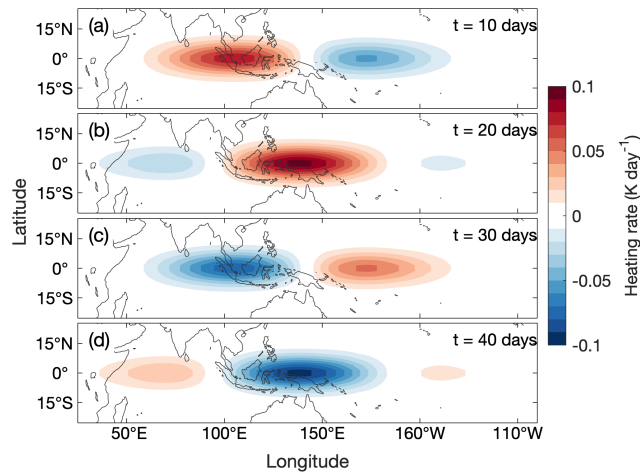 (a)
t = 10 days
15°N
0°
15°S
(b)
t = 20 days
15°N
0°
15°S
(c)
t = 30 days
15°N
0°
15°S
(d)
t = 40 days
15°N
0°
15°S
50°E
100°E
150°E
160°W
110°W
Latitude
Longitude
0.1
0.05
0
-0.05
-0.1
Heating rate (K day⁻¹)